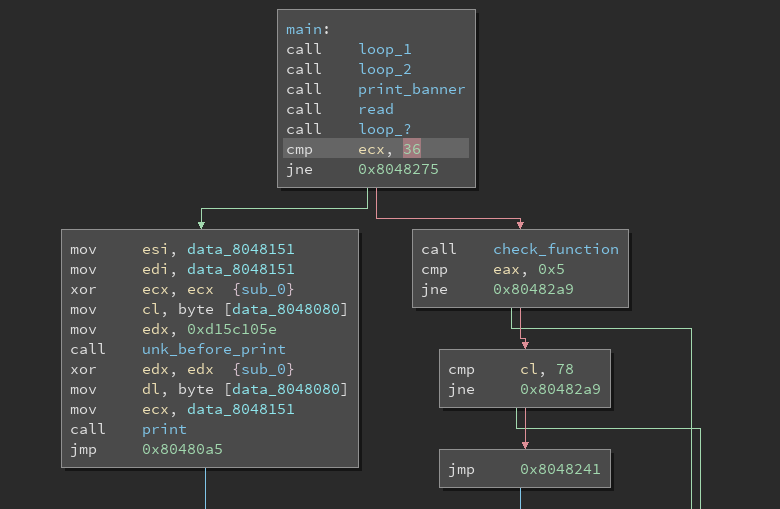 main:
call loop_1
call loop_2
call print_banner
call read
call loop_?
cmp ecx, 36
jne 0x8048275
mov esi, data_8048151
mov edi, data_8048151
xor ecx, ecx {sub_0}
mov cl, byte [data_8048080]
mov edx, 0xd15c105e
call unk_before_print
xor edx, edx {sub_0}
mov dl, byte [data_8048080]
mov ecx, data_8048151
call print
jmp 0x80480a5
call check_function
cmp eax, 0x5
jne 0x80482a9
cmp cl, 78
jne 0x80482a9
jmp 0x8048241